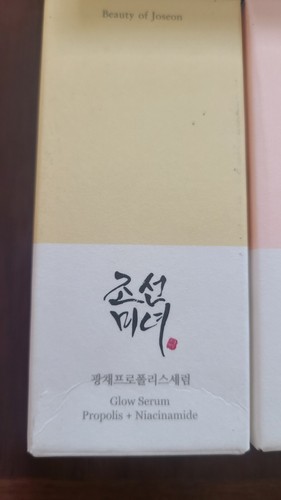 Beauty of Joseon
조선
미녀
광채프로폴리스세럼
Glow Serum
Propolis + Niacinamide